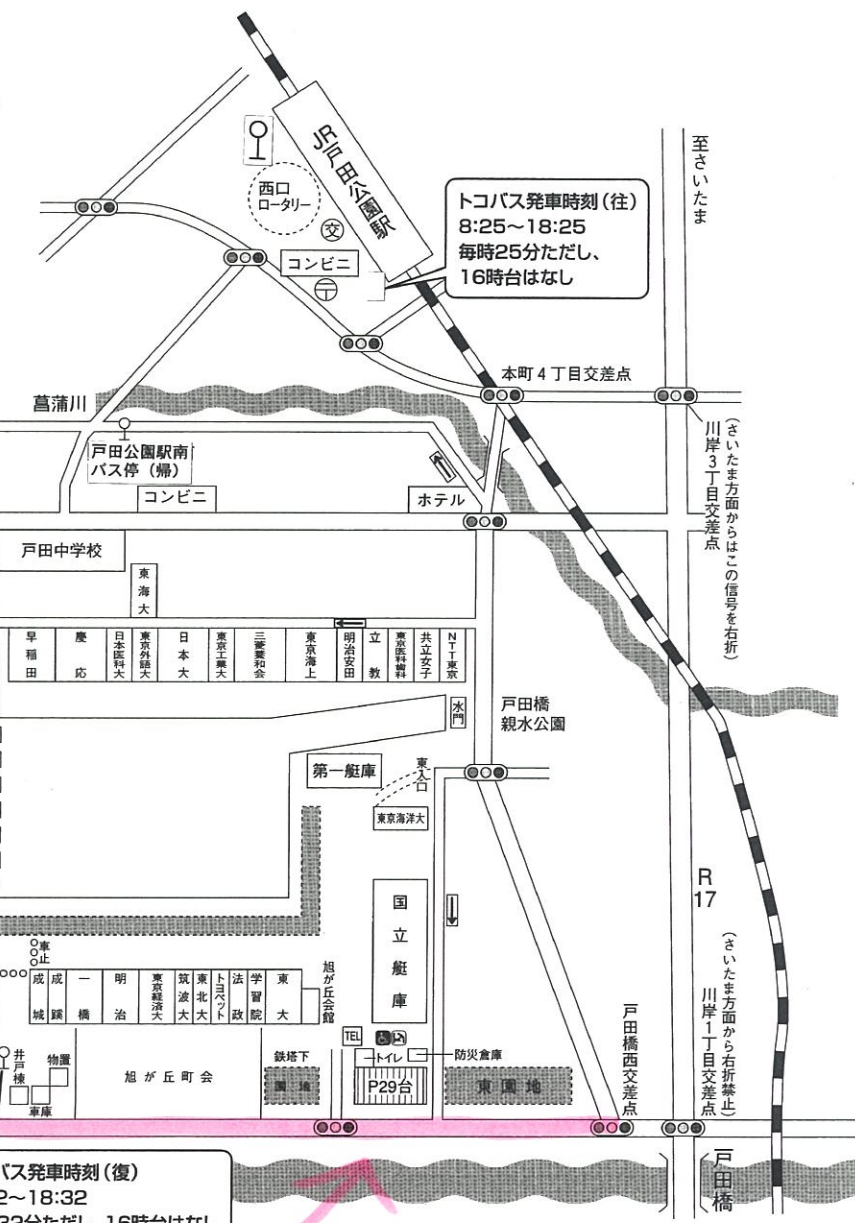 JR戸田公園駅
西口
ロータリー
交
コンビニ
〒
トコバス発車時刻(往)
8:25〜18:25
毎時25分ただし、
16時台はなし
至さいたま
本町4丁目交差点
菖蒲川
戸田公園駅南
バス停(帰)
コンビニ
ホテル
川岸3丁目交差点
(さいたま方面からはこの信号を右折)
戸田中学校
東海大
早稲田
慶応
日本医科大
東京外語大
日本大
東京工業大
三菱養和会
東京海上
明治安田
立教
東京医科歯科
共立女子
NTT東京
水門
戸田橋
親水公園
第一艇庫
東入口
東京海洋大
国立艇庫
R
17
車止
成城
成蹊
一橋
明治
東京経済大
筑波大
東北大
トヨペット
法政
学習院
東大
旭が丘会館
TEL
トイレ
防災倉庫
井戸棟
物置
車庫
旭が丘町会
鉄塔下
園地
P29台
東園地
戸田橋西交差点
川岸1丁目交差点
(さいたま方面から右折禁止)
戸田橋
バス発車時刻(復)
2〜18:32
32分ただし、16時台はなし